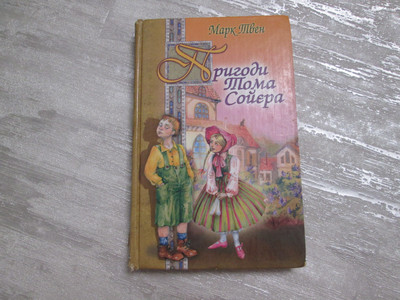 Марк Твен
Пригоди
Тома
Сойєра